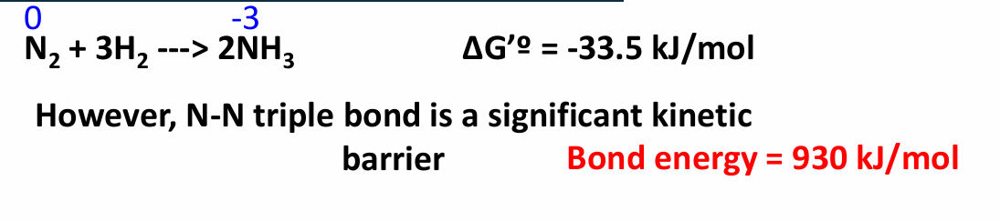 0 -3
N₂ + 3H₂ ---> 2NH₃ ΔG’º = -33.5 kJ/mol
However, N-N triple bond is a significant kinetic
barrier Bond energy = 930 kJ/mol